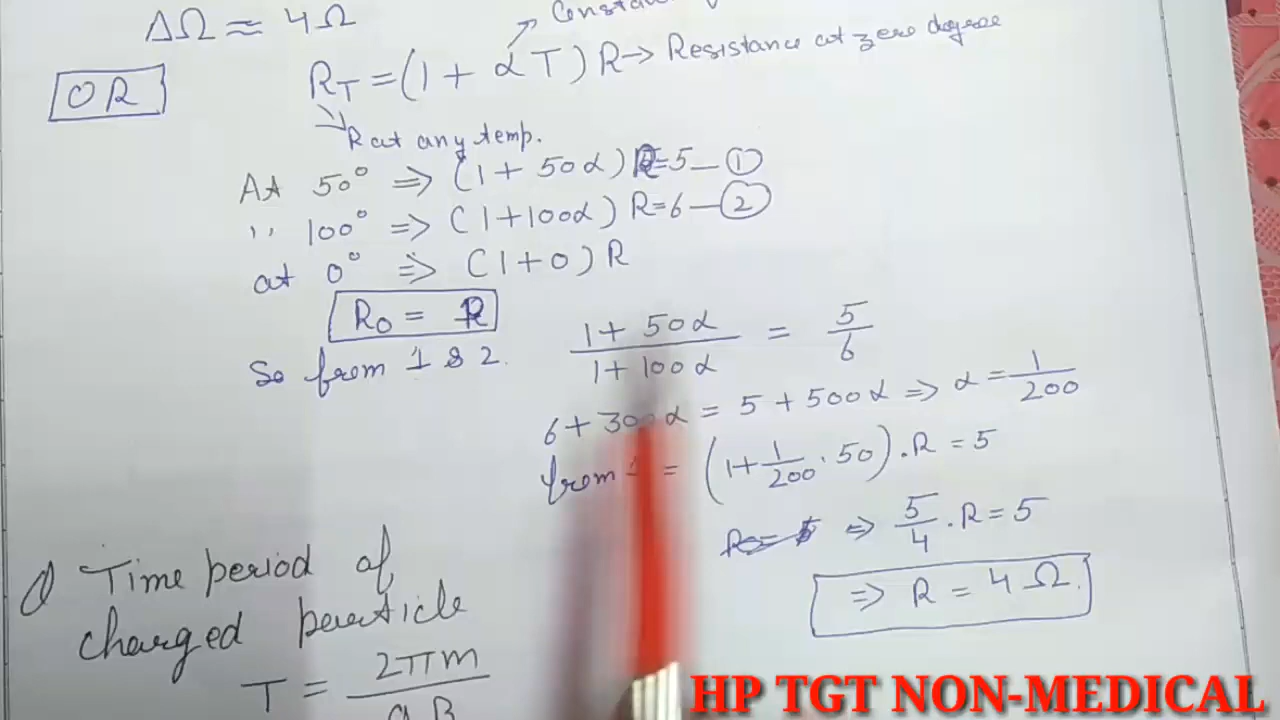 ΔΩ ≈ 4Ω
OR
R_T = (1 + αT) R → Resistance at zero degree
R at any temp.
At 50° ⇒ (1 + 50α) R=5 — ①
,, 100° ⇒ (1+100α) R=6 — ②
at 0° ⇒ (1+0) R
R₀ = R
So from 1 & 2.
(1 + 50α)/(1 + 100α) = 5/6
6 + 300α = 5 + 500α ⇒ α = 1/200
from 1 = (1 + 1/200 · 50) . R = 5
⇒ 5/4 . R = 5
⇒ R = 4Ω
Q Time period of
charged particle
T = 2πm/qB
HP TGT NON-MEDICAL